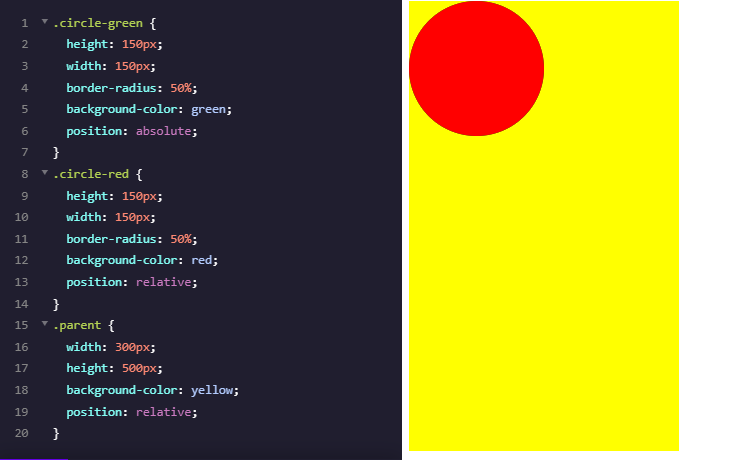 1 .circle-green {
2 height: 150px;
3 width: 150px;
4 border-radius: 50%;
5 background-color: green;
6 position: absolute;
7 }
8 .circle-red {
9 height: 150px;
10 width: 150px;
11 border-radius: 50%;
12 background-color: red;
13 position: relative;
14 }
15 .parent {
16 width: 300px;
17 height: 500px;
18 background-color: yellow;
19 position: relative;
20 }